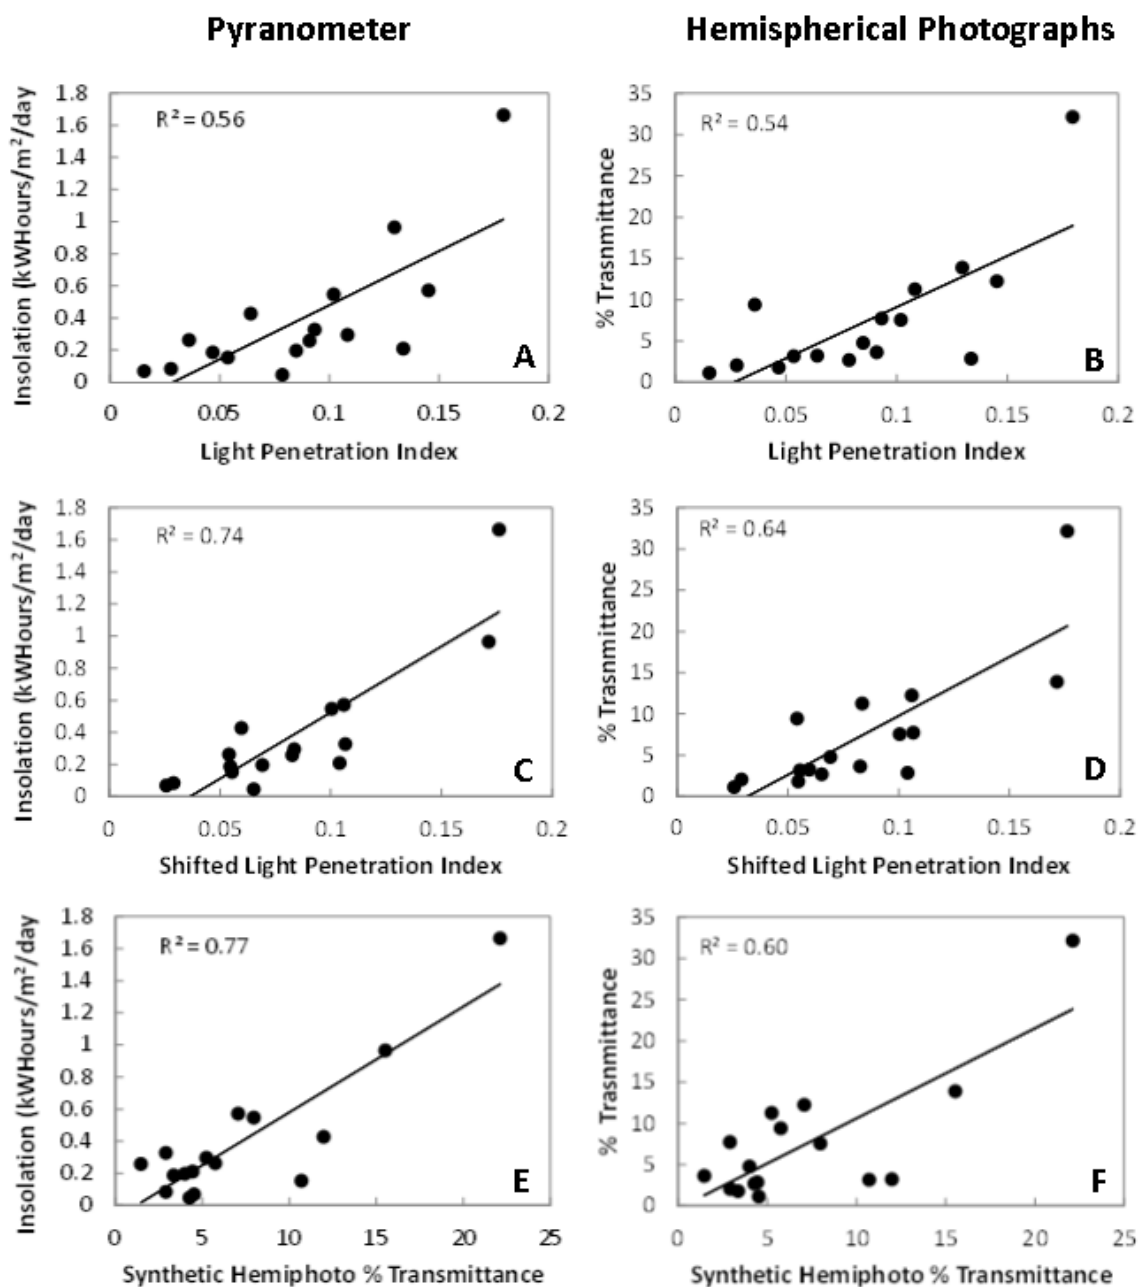 Pyranometer
Hemispherical Photographs
Insolation (kWHours/m²/day
1.8
1.6
1.4
1.2
1
0.8
0.6
0.4
0.2
0
R² = 0.56
A
0 0.05 0.1 0.15 0.2
Light Penetration Index
% Trasnmittance
35
30
25
20
15
10
5
0
R² = 0.54
B
0 0.05 0.1 0.15 0.2
Light Penetration Index
Insolation (kWHours/m²/day
1.8
1.6
1.4
1.2
1
0.8
0.6
0.4
0.2
0
R² = 0.74
C
0 0.05 0.1 0.15 0.2
Shifted Light Penetration Index
% Trasnmittance
35
30
25
20
15
10
5
0
R² = 0.64
D
0 0.05 0.1 0.15 0.2
Shifted Light Penetration Index
Insolation (kWHours/m²/day
1.8
1.6
1.4
1.2
1
0.8
0.6
0.4
0.2
0
R² = 0.77
E
0 5 10 15 20 25
Synthetic Hemiphoto % Transmittance
% Trasnmittance
35
30
25
20
15
10
5
0
R² = 0.60
F
0 5 10 15 20 25
Synthetic Hemiphoto % Transmittance